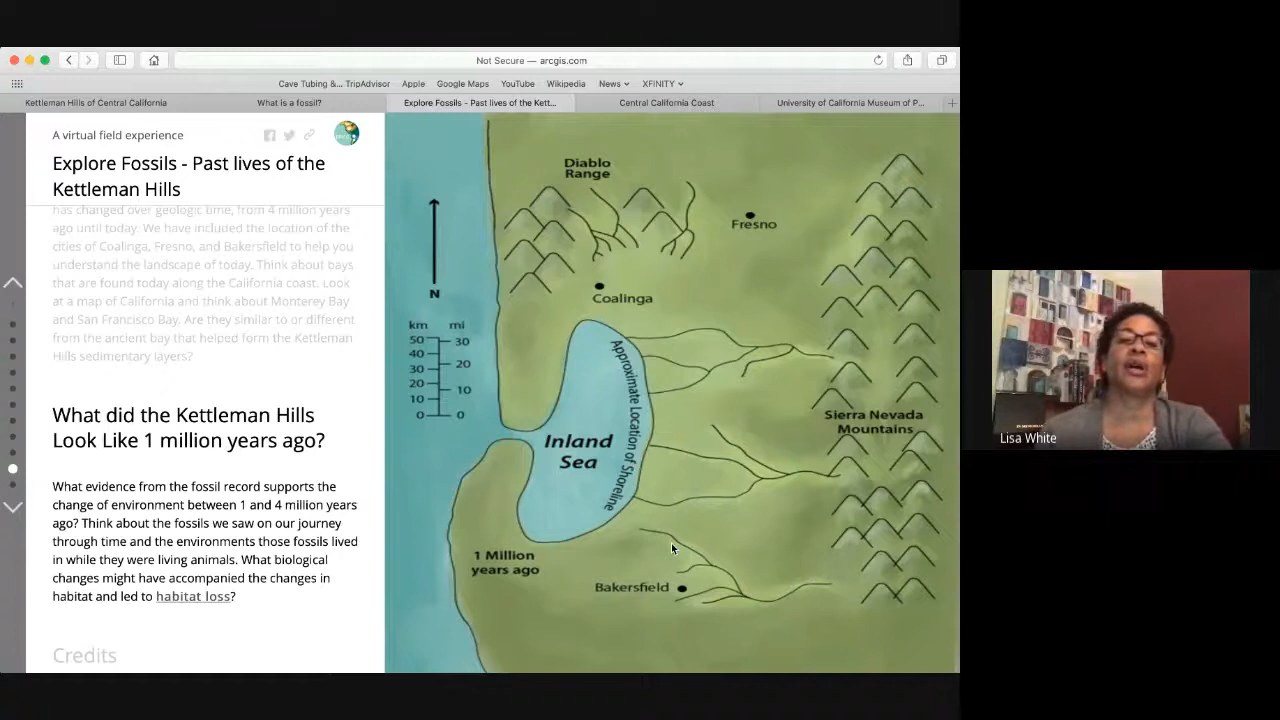 Not Secure — arcgis.com
Cave Tubing &... TripAdvisor Apple Google Maps YouTube Wikipedia News XFINITY
Kettleman Hills of Central California What is a fossil? Explore Fossils - Past lives of the Kett... Central California Coast University of California Museum of P...
A virtual field experience
Explore Fossils - Past lives of the
Kettleman Hills
has changed over geologic time, from 4 million years
ago until today. We have included the location of the
cities of Coalinga, Fresno, and Bakersfield to help you
understand the landscape of today. Think about bays
that are found today along the California coast. Look
at a map of California and think about Monterey Bay
and San Francisco Bay. Are they similar to or different
from the ancient bay that helped form the Kettleman
Hills sedimentary layers?
What did the Kettleman Hills
Look Like 1 million years ago?
What evidence from the fossil record supports the
change of environment between 1 and 4 million years
ago? Think about the fossils we saw on our journey
through time and the environments those fossils lived
in while they were living animals. What biological
changes might have accompanied the changes in
habitat and led to habitat loss?
Credits
Diablo
Range
Fresno
N
Coalinga
km mi
50 30
40
30 20
20
10 10
0 0
Approximate Location of Shoreline
Inland
Sea
Sierra Nevada
Mountains
1 Million
years ago
Bakersfield
Lisa White